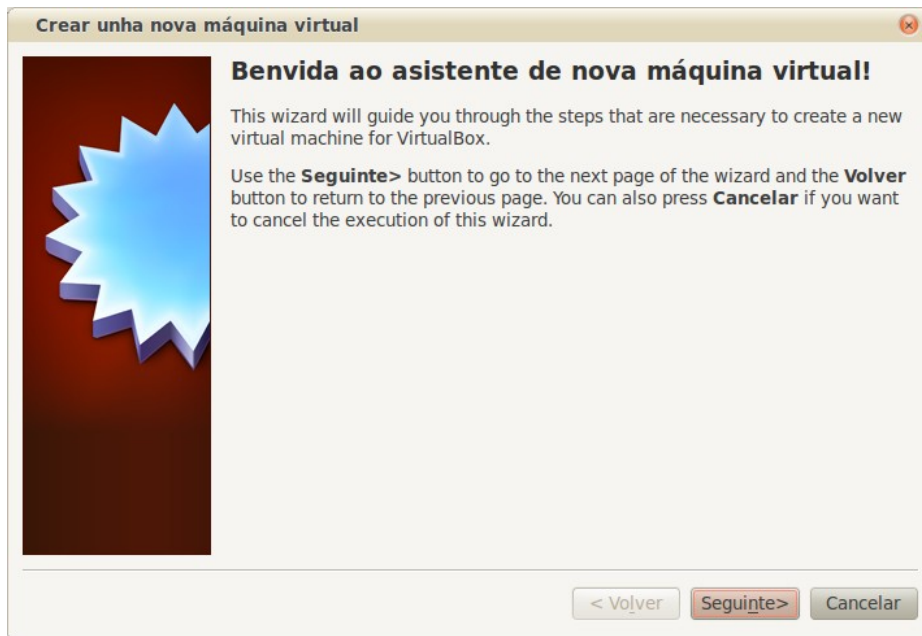 Crear unha nova máquina virtual
Benvida ao asistente de nova máquina virtual!
This wizard will guide you through the steps that are necessary to create a new
virtual machine for VirtualBox.
Use the Seguinte> button to go to the next page of the wizard and the Volver
button to return to the previous page. You can also press Cancelar if you want
to cancel the execution of this wizard.
< Volver
Seguinte>
Cancelar